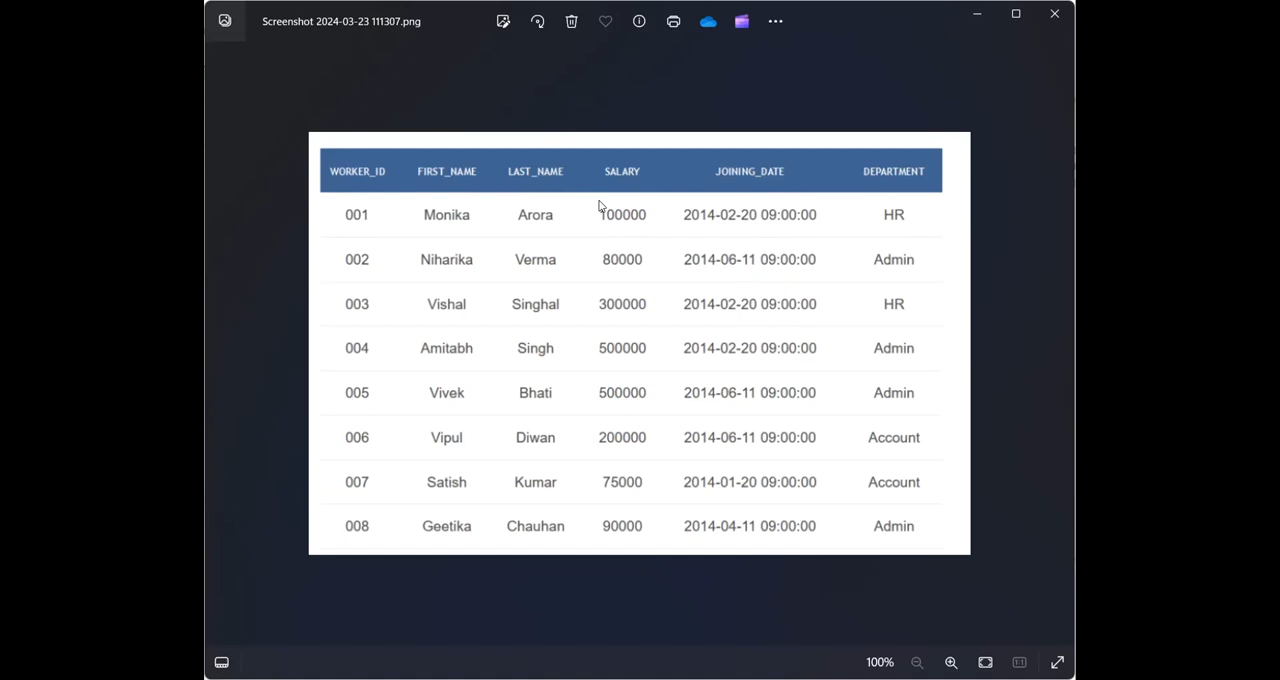 Screenshot 2024-03-23 111307.png
WORKER_ID FIRST_NAME LAST_NAME SALARY JOINING_DATE DEPARTMENT
001 Monika Arora 100000 2014-02-20 09:00:00 HR
002 Niharika Verma 80000 2014-06-11 09:00:00 Admin
003 Vishal Singhal 300000 2014-02-20 09:00:00 HR
004 Amitabh Singh 500000 2014-02-20 09:00:00 Admin
005 Vivek Bhati 500000 2014-06-11 09:00:00 Admin
006 Vipul Diwan 200000 2014-06-11 09:00:00 Account
007 Satish Kumar 75000 2014-01-20 09:00:00 Account
008 Geetika Chauhan 90000 2014-04-11 09:00:00 Admin
100% 1:1